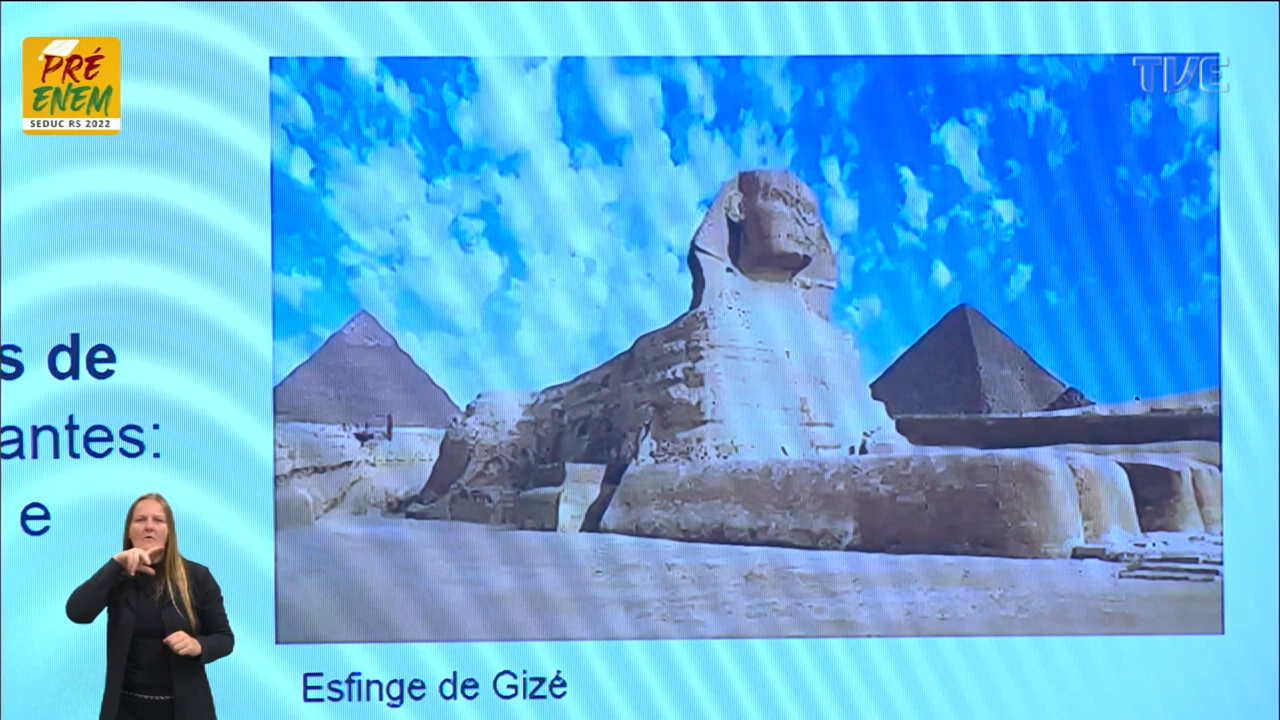 PRÉ
ENEM
SEDUC RS 2022
TVE
s de
antes:
e
Esfinge de Gizé